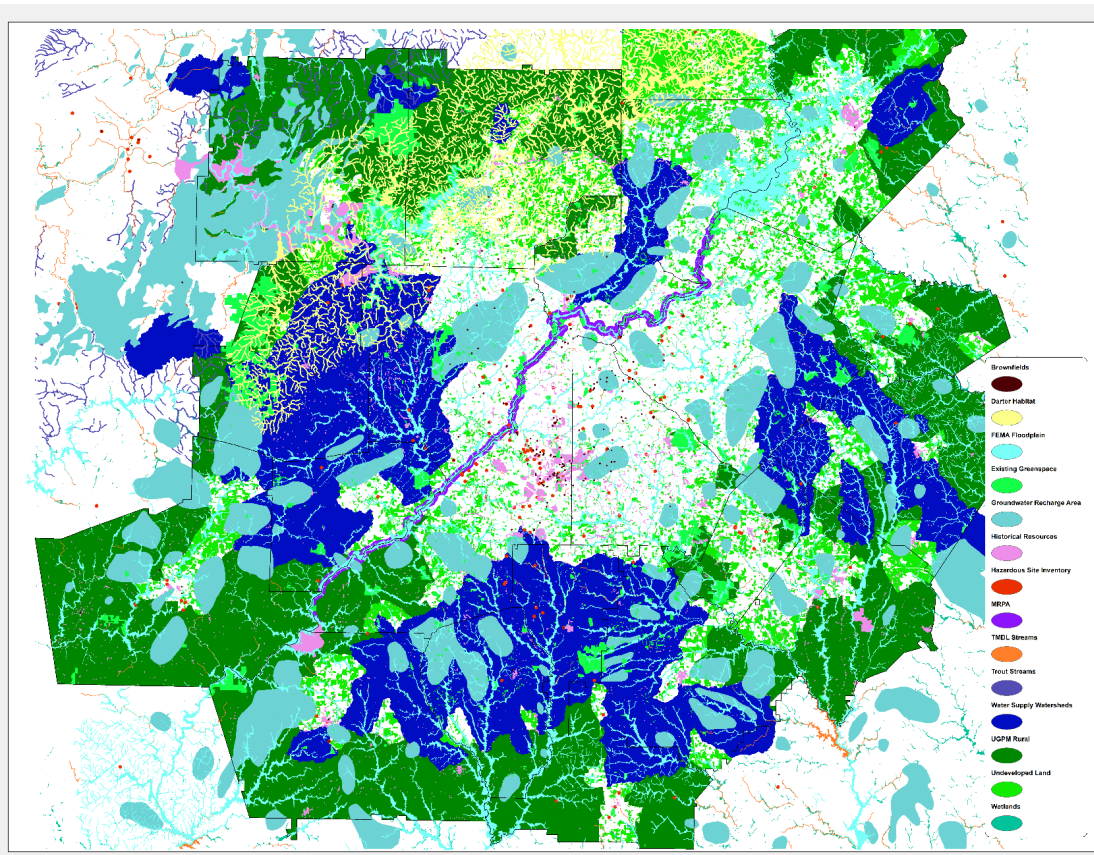 Brownfields
Darter Habitat
FEMA Floodplain
Existing Greenspace
Groundwater Recharge Area
Historical Resources
Hazardous Site Inventory
MRPA
TMDL Streams
Trout Streams
Water Supply Watersheds
UGPM Rural
Undeveloped Land
Wetlands